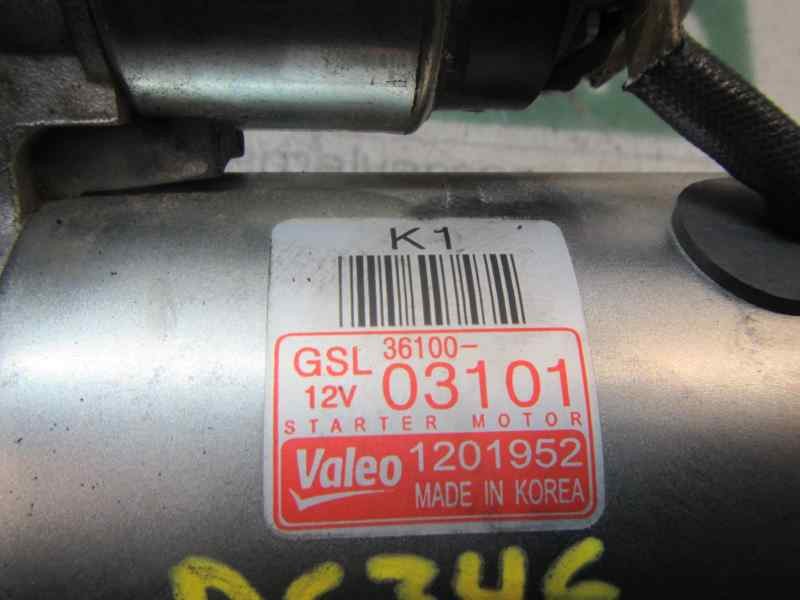 K1
GSL 36100-
12V 03101
STARTER MOTOR
Valeo 1201952
MADE IN KOREA